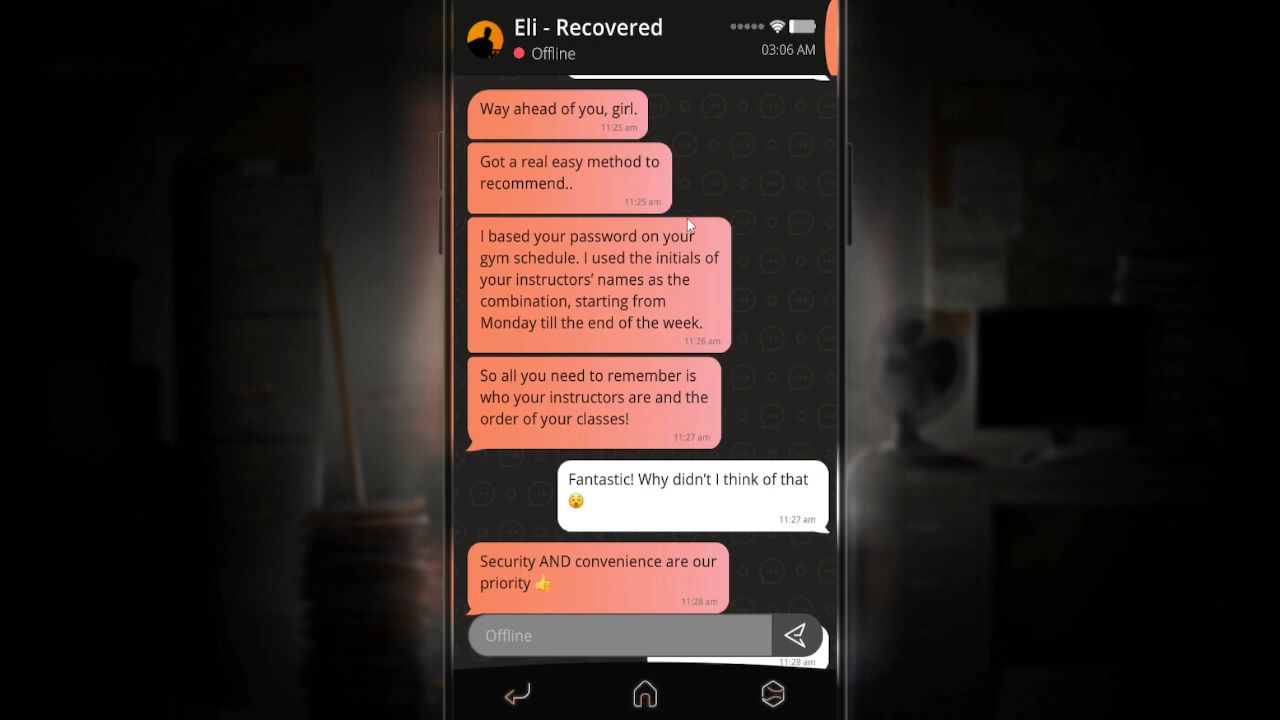 Eli - Recovered
Offline
03:06 AM
Way ahead of you, girl.
11:25 am
Got a real easy method to
recommend..
11:25 am
I based your password on your
gym schedule. I used the initials of
your instructors' names as the
combination, starting from
Monday till the end of the week.
11:26 am
So all you need to remember is
who your instructors are and the
order of your classes!
11:27 am
Fantastic! Why didn't I think of that
😵
11:27 am
Security AND convenience are our
priority 👍
11:28 am
Offline
11:28 am